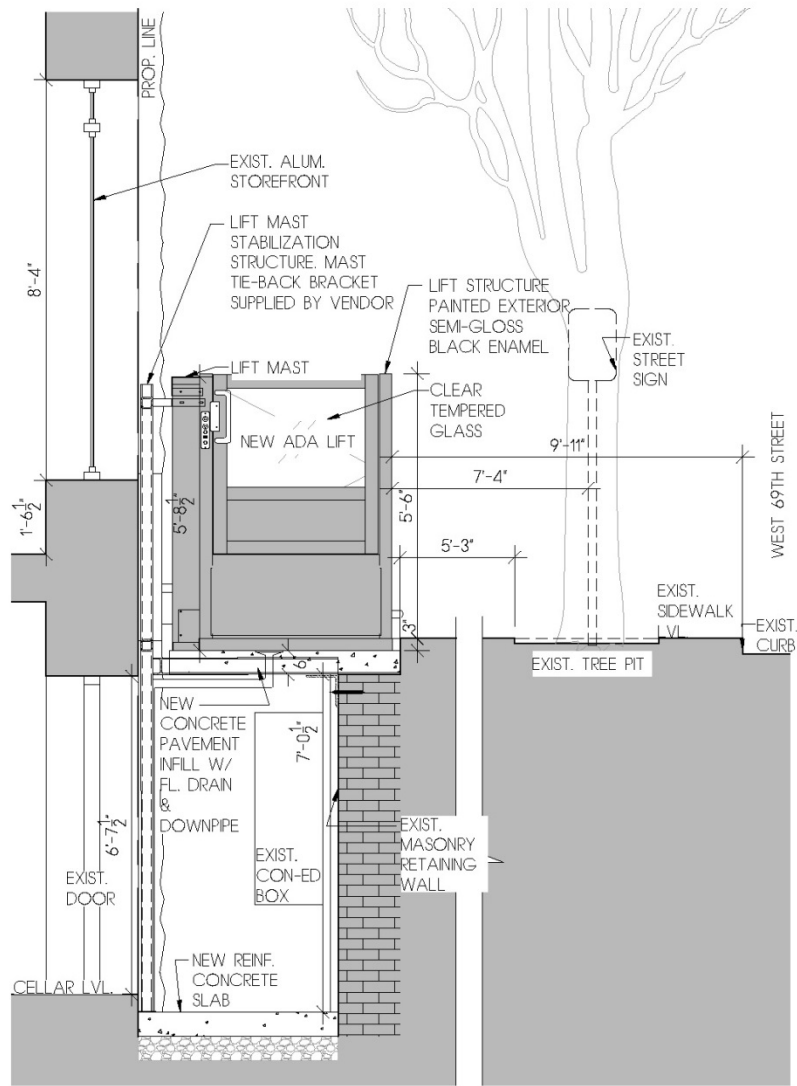 PROP. LINE
EXIST. ALUM.
STOREFRONT
8'-4"
LIFT MAST
STABILIZATION
STRUCTURE. MAST
TIE-BACK BRACKET
SUPPLIED BY VENDOR
LIFT STRUCTURE
PAINTED EXTERIOR
SEMI-GLOSS
BLACK ENAMEL
EXIST.
STREET
SIGN
LIFT MAST
CLEAR
TEMPERED
GLASS
NEW ADA LIFT
9'-11"
7'-4"
WEST 69TH STREET
5'-6"
5'-8 1/2"
1'-6 1/2"
5'-3"
EXIST.
SIDEWALK
LVL.
EXIST.
CURB
3"
EXIST. TREE PIT
6"
NEW
CONCRETE
PAVEMENT
INFILL W/
FL. DRAIN
&
DOWNPIPE
7'-0 1/2"
6'-7 1/2"
EXIST.
MASONRY
RETAINING
WALL
EXIST.
CON-ED
BOX
EXIST.
DOOR
NEW REINF.
CONCRETE
SLAB
CELLAR LVL.